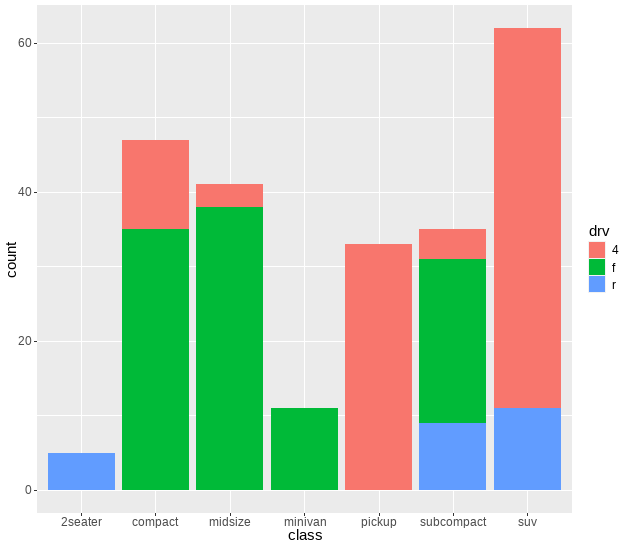 60
40
20
0
count
2seater compact midsize minivan pickup subcompact suv
class
drv
4
f
r